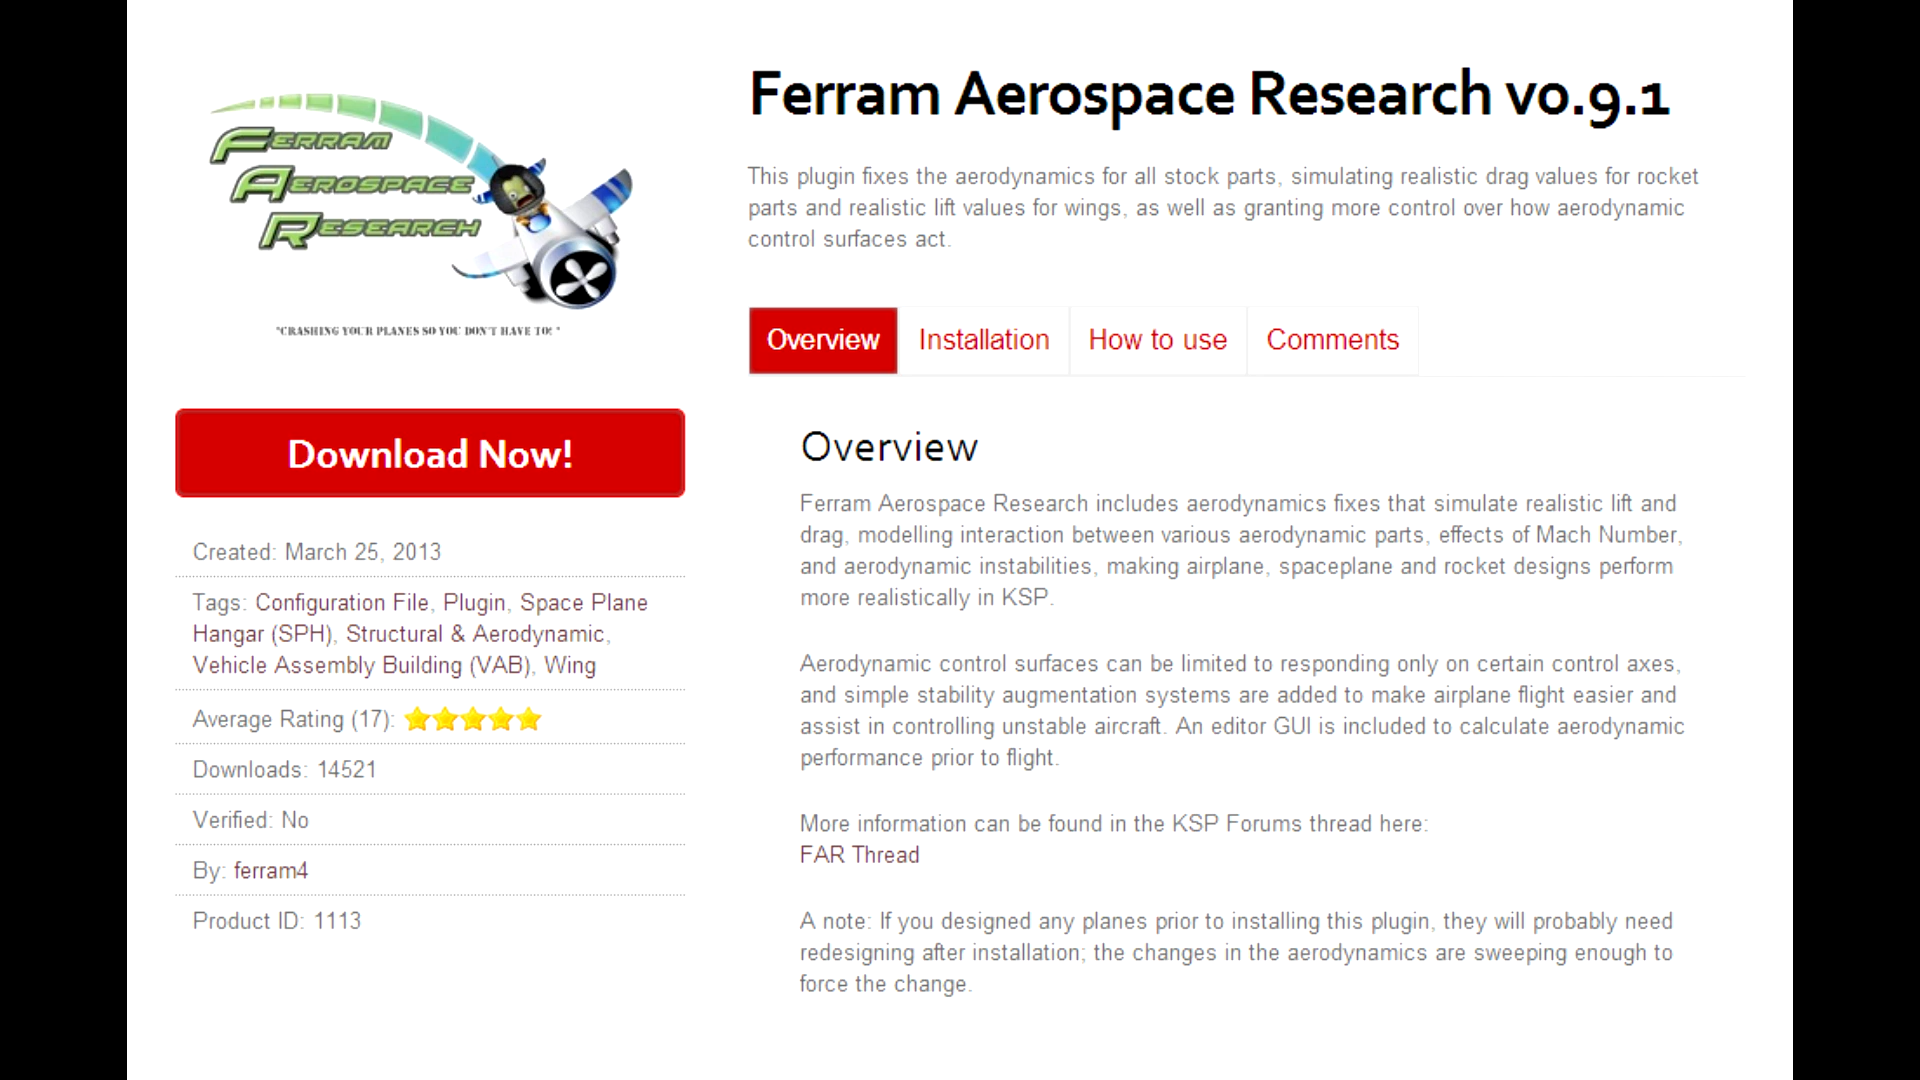 FERRAM
AEROSPACE
RESEARCH
"CRASHING YOUR PLANES SO YOU DON'T HAVE TO!"
Download Now!
Created: March 25, 2013
Tags: Configuration File, Plugin, Space Plane
Hangar (SPH), Structural & Aerodynamic,
Vehicle Assembly Building (VAB), Wing
Average Rating (17):
Downloads: 14521
Verified: No
By: ferram4
Product ID: 1113
Ferram Aerospace Research v0.9.1
This plugin fixes the aerodynamics for all stock parts, simulating realistic drag values for rocket
parts and realistic lift values for wings, as well as granting more control over how aerodynamic
control surfaces act.
Overview Installation How to use Comments
Overview
Ferram Aerospace Research includes aerodynamics fixes that simulate realistic lift and
drag, modelling interaction between various aerodynamic parts, effects of Mach Number,
and aerodynamic instabilities, making airplane, spaceplane and rocket designs perform
more realistically in KSP.
Aerodynamic control surfaces can be limited to responding only on certain control axes,
and simple stability augmentation systems are added to make airplane flight easier and
assist in controlling unstable aircraft. An editor GUI is included to calculate aerodynamic
performance prior to flight.
More information can be found in the KSP Forums thread here:
FAR Thread
A note: If you designed any planes prior to installing this plugin, they will probably need
redesigning after installation; the changes in the aerodynamics are sweeping enough to
force the change.